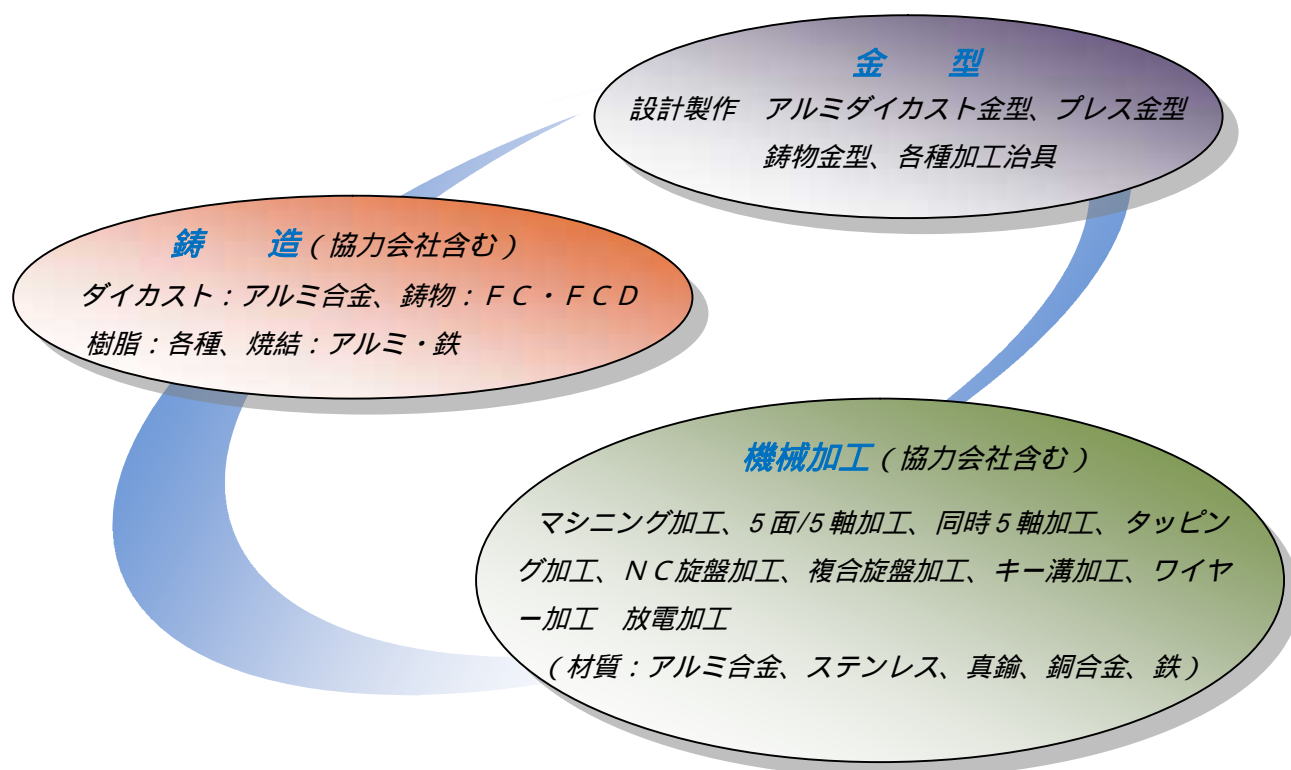 金　　型
設計製作　アルミダイカスト金型、プレス金型
鋳物金型、各種加工治具
鋳　　造(協力会社含む)
ダイカスト：アルミ合金、鋳物：ＦＣ・ＦＣＤ
樹脂：各種、焼結：アルミ・鉄
機械加工(協力会社含む)
マシニング加工、5面/5軸加工、同時5軸加工、タッピン
グ加工、ＮＣ旋盤加工、複合旋盤加工、キー溝加工、ワイヤ
ー加工　放電加工
(材質：アルミ合金、ステンレス、真鍮、銅合金、鉄)